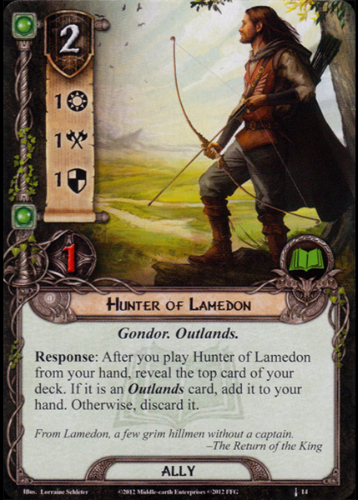 2
1
1
1
1
HUNTER OF LAMEDON
Gondor. Outlands.
Response: After you play Hunter of Lamedon
from your hand, reveal the top card of your
deck. If it is an Outlands card, add it to your
hand. Otherwise, discard it.
From Lamedon, a few grim hillmen without a captain.
–The Return of the King
ALLY
Illus. Lorraine Schleter ©2012 Middle-earth Enterprises ©2012 FFG 14